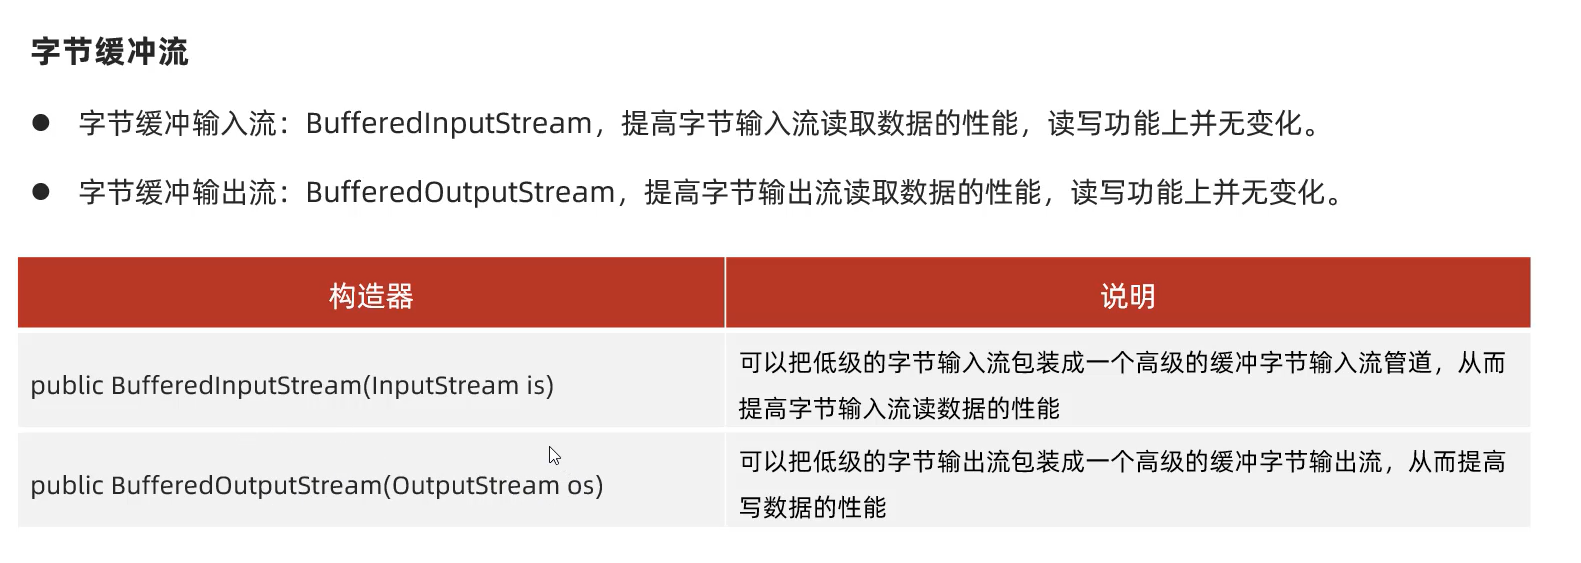 字节缓冲流
● 字节缓冲输入流：BufferedInputStream，提高字节输入流读取数据的性能，读写功能上并无变化。
● 字节缓冲输出流：BufferedOutputStream，提高字节输出流读取数据的性能，读写功能上并无变化。
构造器
说明
public BufferedInputStream(InputStream is)
可以把低级的字节输入流包装成一个高级的缓冲字节输入流管道，从而
提高字节输入流读数据的性能
public BufferedOutputStream(OutputStream os)
可以把低级的字节输出流包装成一个高级的缓冲字节输出流，从而提高
写数据的性能